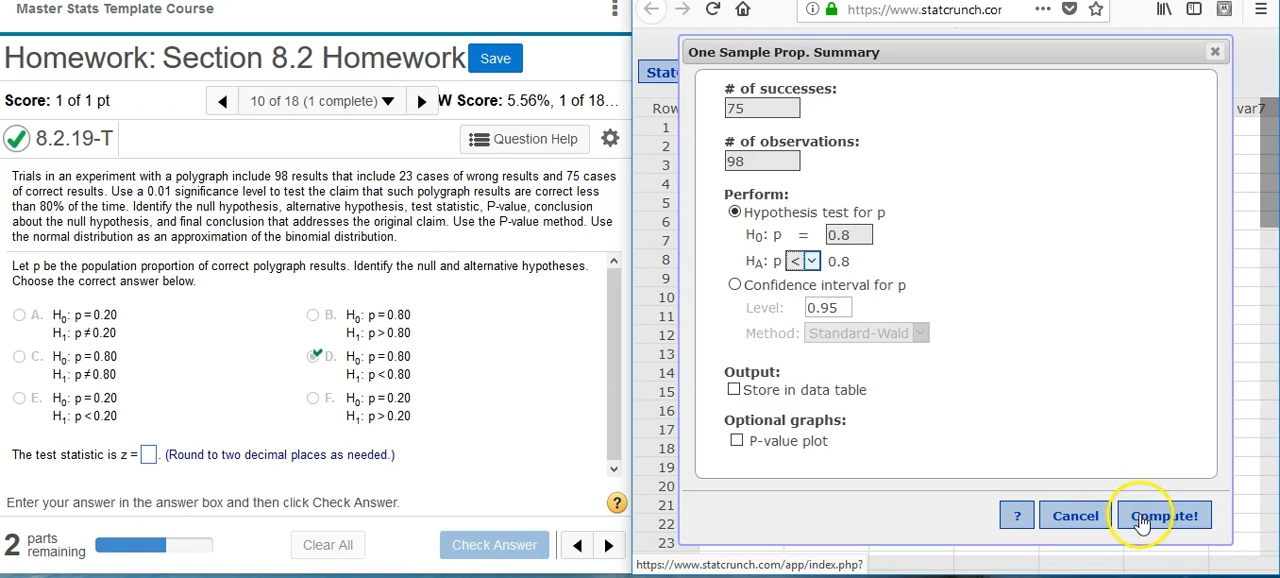 Master Stats Template Course
Homework: Section 8.2 Homework
Save
Score: 1 of 1 pt
10 of 18 (1 complete)
W Score: 5.56%, 1 of 18...
8.2.19-T
Question Help
Trials in an experiment with a polygraph include 98 results that include 23 cases of wrong results and 75 cases
of correct results. Use a 0.01 significance level to test the claim that such polygraph results are correct less
than 80% of the time. Identify the null hypothesis, alternative hypothesis, test statistic, P-value, conclusion
about the null hypothesis, and final conclusion that addresses the original claim. Use the P-value method. Use
the normal distribution as an approximation of the binomial distribution.
Let p be the population proportion of correct polygraph results. Identify the null and alternative hypotheses.
Choose the correct answer below.
A. H₀: p = 0.20
H₁: p ≠ 0.20
B. H₀: p = 0.80
H₁: p > 0.80
C. H₀: p = 0.80
H₁: p ≠ 0.80
D. H₀: p = 0.80
H₁: p < 0.80
E. H₀: p = 0.20
H₁: p < 0.20
F. H₀: p = 0.20
H₁: p > 0.20
The test statistic is z = . (Round to two decimal places as needed.)
Enter your answer in the answer box and then click Check Answer.
?
2 parts
remaining
Clear All
Check Answer
https://www.statcrunch.cor
Stat
Row
var7
1
2
3
4
5
6
7
8
9
10
11
12
13
14
15
16
17
18
19
20
21
22
23
One Sample Prop. Summary
# of successes:
75
# of observations:
98
Perform:
Hypothesis test for p
H₀: p = 0.8
HA: p < 0.8
Confidence interval for p
Level: 0.95
Method: Standard-Wald
Output:
Store in data table
Optional graphs:
P-value plot
?
Cancel
Compute!
https://www.statcrunch.com/app/index.php?